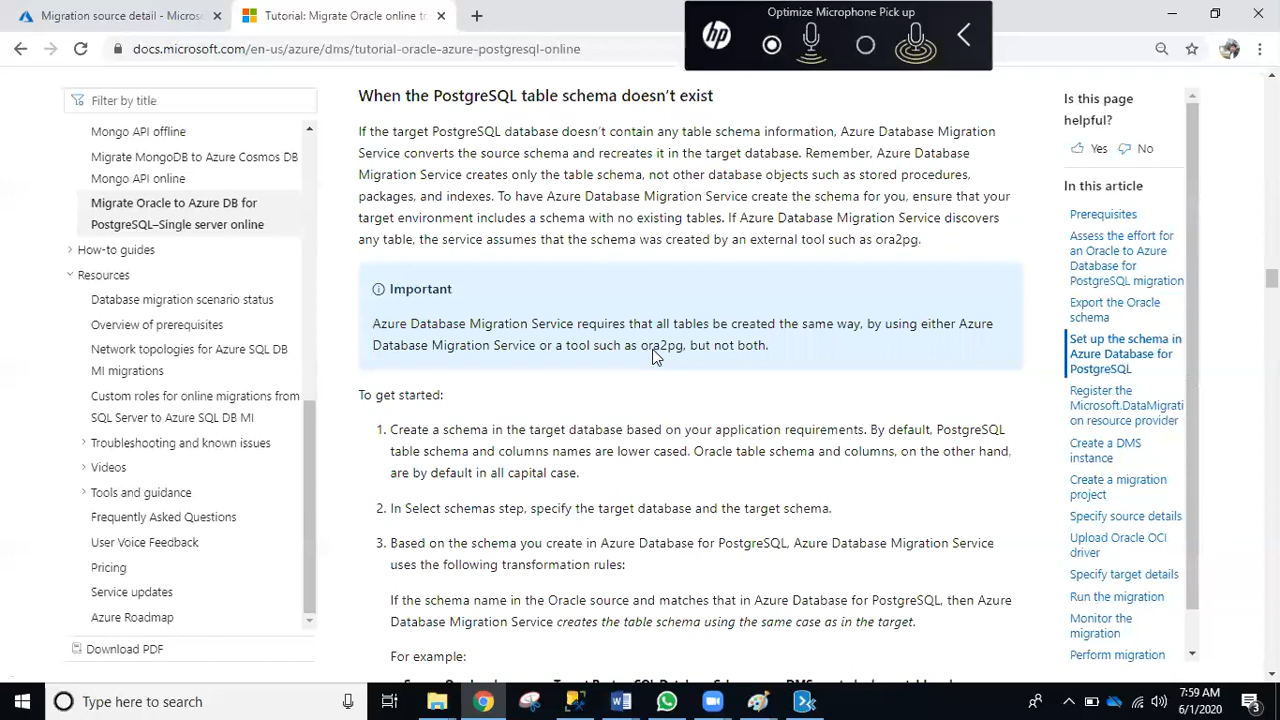 Migration source detail - Microso
Tutorial: Migrate Oracle online to
Optimize Microphone Pick up
hp
docs.microsoft.com/en-us/azure/dms/tutorial-oracle-azure-postgresql-online
Filter by title
Mongo API offline
Migrate MongoDB to Azure Cosmos DB
Mongo API online
Migrate Oracle to Azure DB for
PostgreSQL–Single server online
How-to guides
Resources
Database migration scenario status
Overview of prerequisites
Network topologies for Azure SQL DB
MI migrations
Custom roles for online migrations from
SQL Server to Azure SQL DB MI
Troubleshooting and known issues
Videos
Tools and guidance
Frequently Asked Questions
User Voice Feedback
Pricing
Service updates
Azure Roadmap
Download PDF
When the PostgreSQL table schema doesn't exist
If the target PostgreSQL database doesn't contain any table schema information, Azure Database Migration
Service converts the source schema and recreates it in the target database. Remember, Azure Database
Migration Service creates only the table schema, not other database objects such as stored procedures,
packages, and indexes. To have Azure Database Migration Service create the schema for you, ensure that your
target environment includes a schema with no existing tables. If Azure Database Migration Service discovers
any table, the service assumes that the schema was created by an external tool such as ora2pg.
Important
Azure Database Migration Service requires that all tables be created the same way, by using either Azure
Database Migration Service or a tool such as ora2pg, but not both.
To get started:
1. Create a schema in the target database based on your application requirements. By default, PostgreSQL
table schema and columns names are lower cased. Oracle table schema and columns, on the other hand,
are by default in all capital case.
2. In Select schemas step, specify the target database and the target schema.
3. Based on the schema you create in Azure Database for PostgreSQL, Azure Database Migration Service
uses the following transformation rules:
If the schema name in the Oracle source and matches that in Azure Database for PostgreSQL, then Azure
Database Migration Service creates the table schema using the same case as in the target.
For example:
Is this page
helpful?
Yes No
In this article
Prerequisites
Assess the effort for
an Oracle to Azure
Database for
PostgreSQL migration
Export the Oracle
schema
Set up the schema in
Azure Database for
PostgreSQL
Register the
Microsoft.DataMigrati
on resource provider
Create a DMS
instance
Create a migration
project
Specify source details
Upload Oracle OCI
driver
Specify target details
Run the migration
Monitor the
migration
Perform migration
Type here to search
7:59 AM
6/1/2020
3